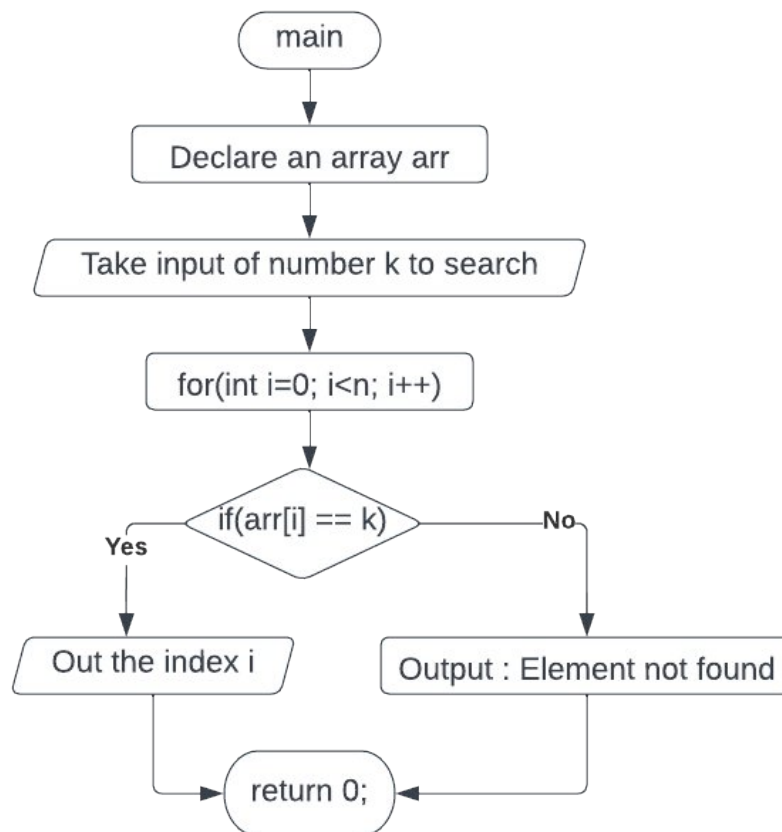 main
Declare an array arr
Take input of number k to search
for(int i=0; i<n; i++)
if(arr[i] == k)
Yes
No
Out the index i
Output : Element not found
return 0;